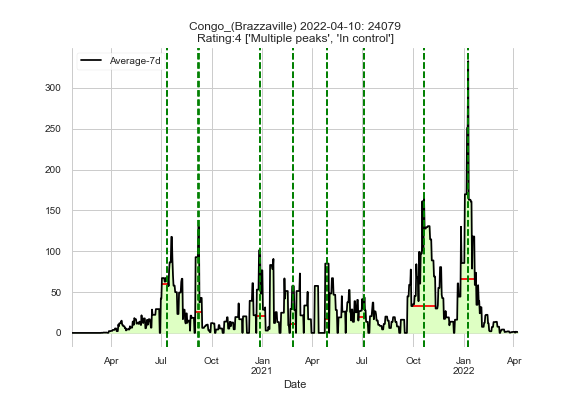 Congo_(Brazzaville) 2022-04-10: 24079
Rating:4 ['Multiple peaks', 'In control']
Average-7d
300
250
200
150
100
50
0
Apr Jul Oct Jan Apr Jul Oct Jan Apr
2021 2022
Date